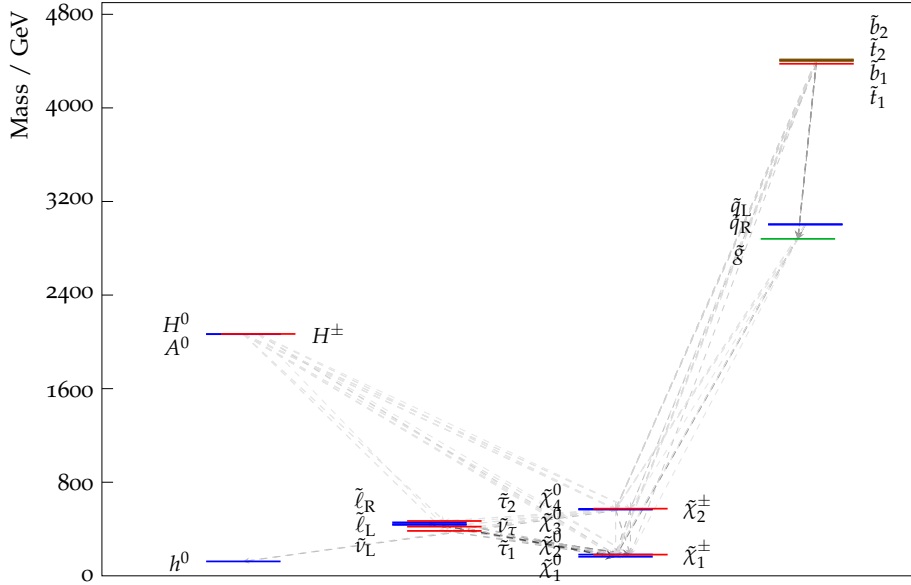 Mass / GeV
4800
4000
3200
2400
1600
800
0
b̃₂
t̃₂
b̃₁
t̃₁
q̃L
q̃R
g̃
H⁰
A⁰
H±
ℓ̃R
ℓ̃L
ν̃L
τ̃₂
ν̃τ
τ̃₁
χ̃⁰₄
χ̃⁰₃
χ̃⁰₂
χ̃⁰₁
χ̃±₂
χ̃±₁
h⁰